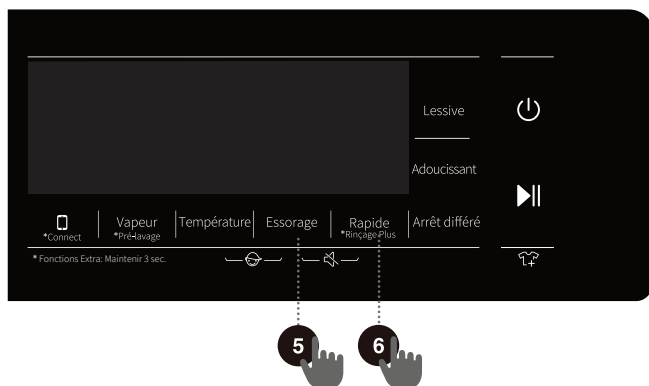 Lessive
Adoucissant
*Connect
Vapeur
*Pré-lavage
Température
Essorage
Rapide
*Rinçage Plus
Arrêt différé
* Fonctions Extra: Maintenir 3 sec.
5
6